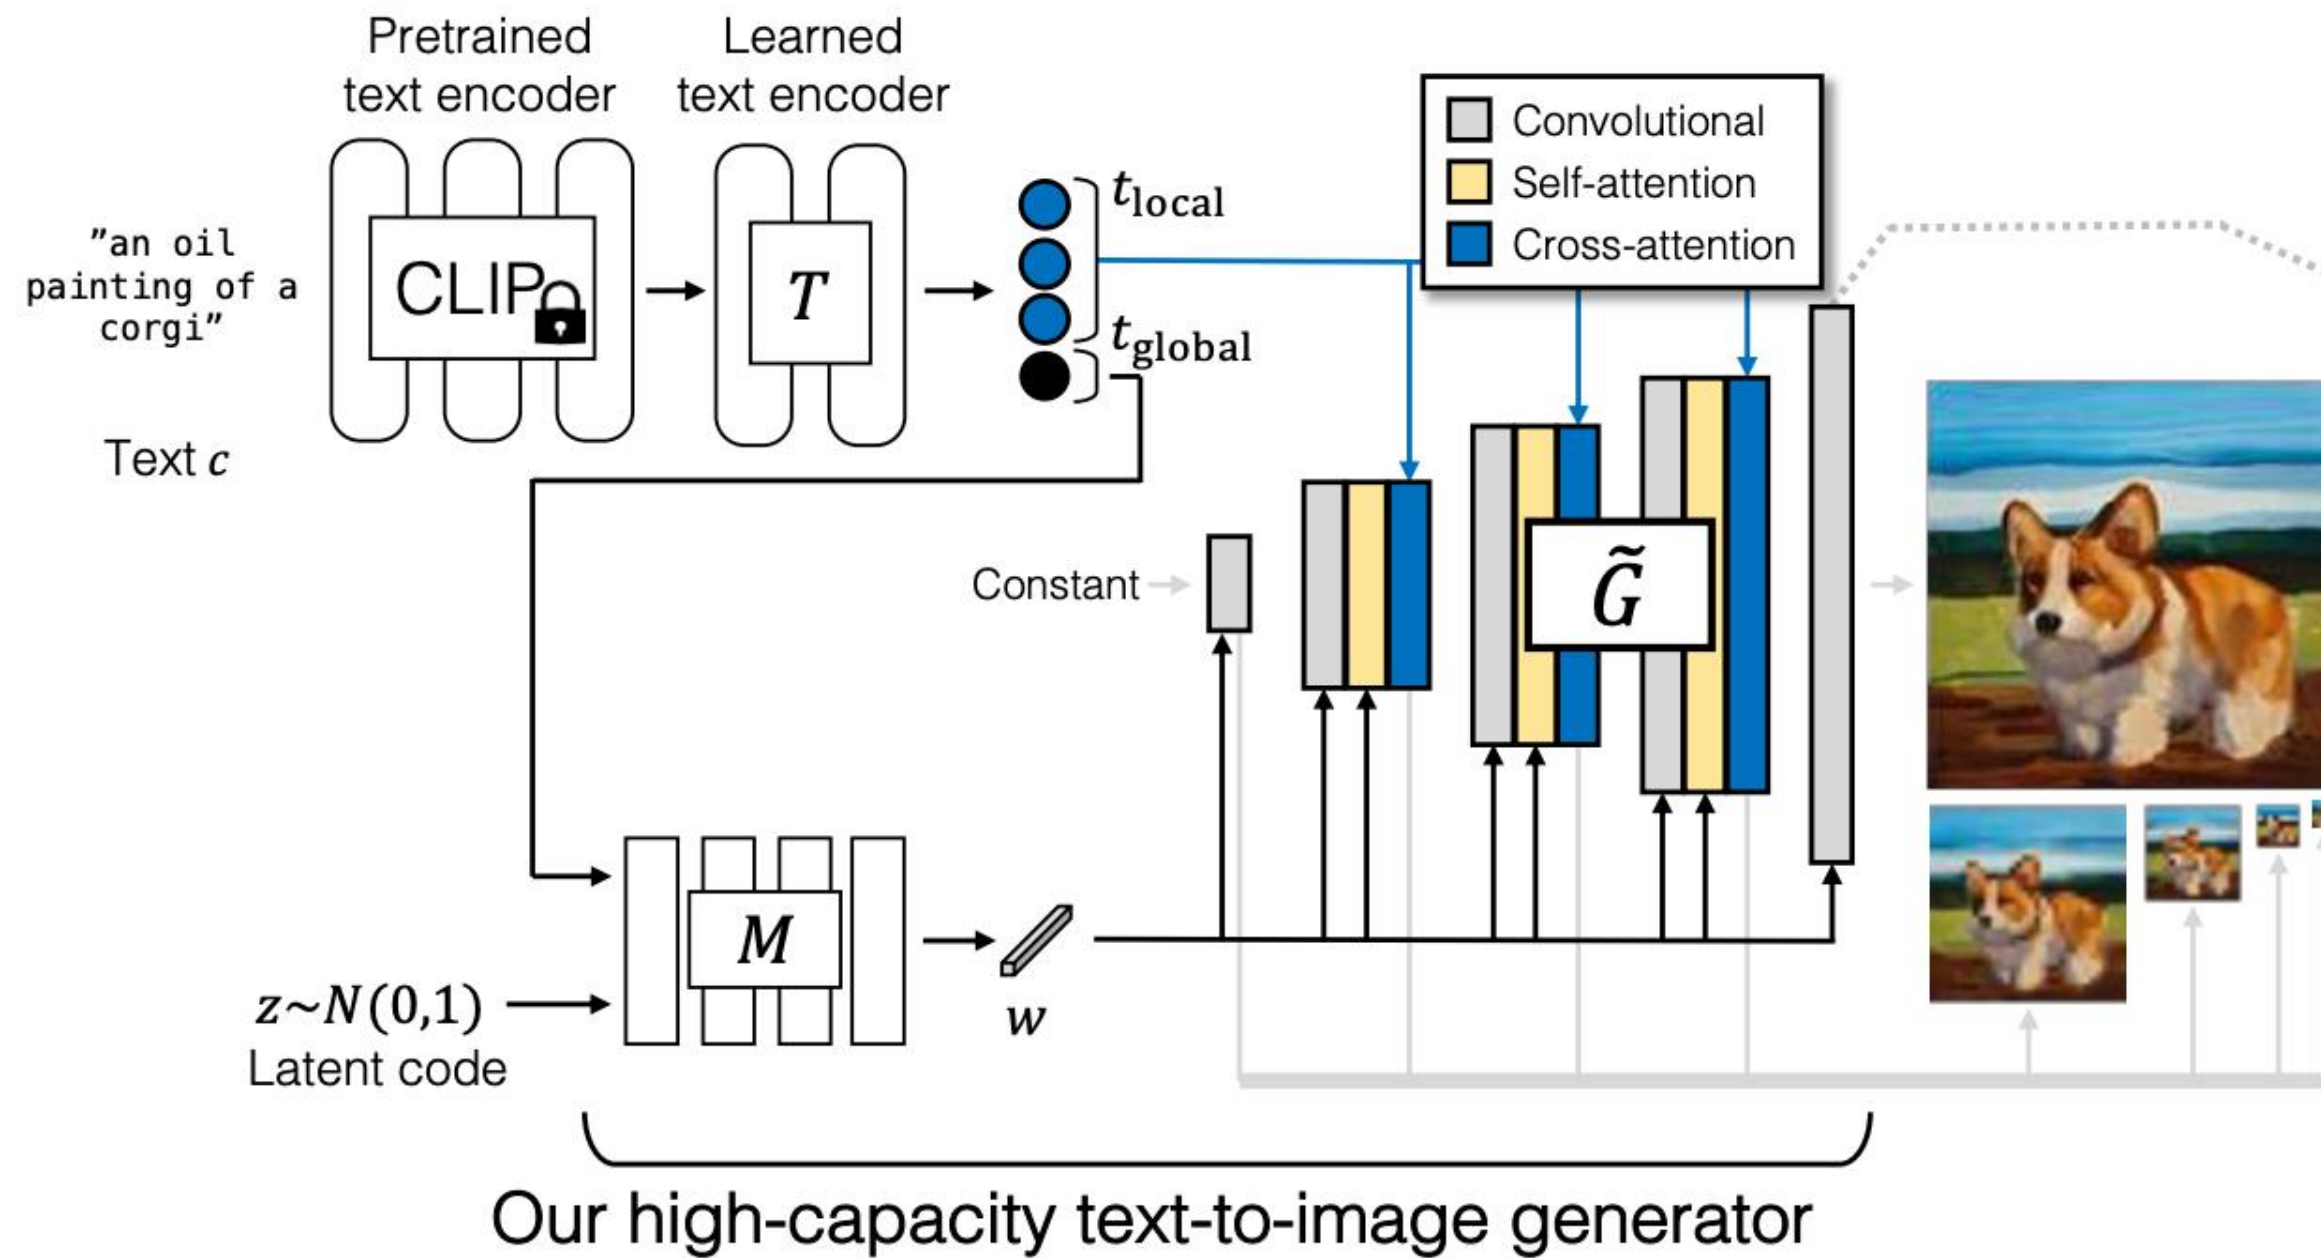 Pretrained
text encoder
Learned
text encoder
"an oil
painting of a
corgi"
Text c
CLIP
T
t_local
t_global
Convolutional
Self-attention
Cross-attention
Constant
G̃
M
z~N(0,1)
Latent code
w
Our high-capacity text-to-image generator